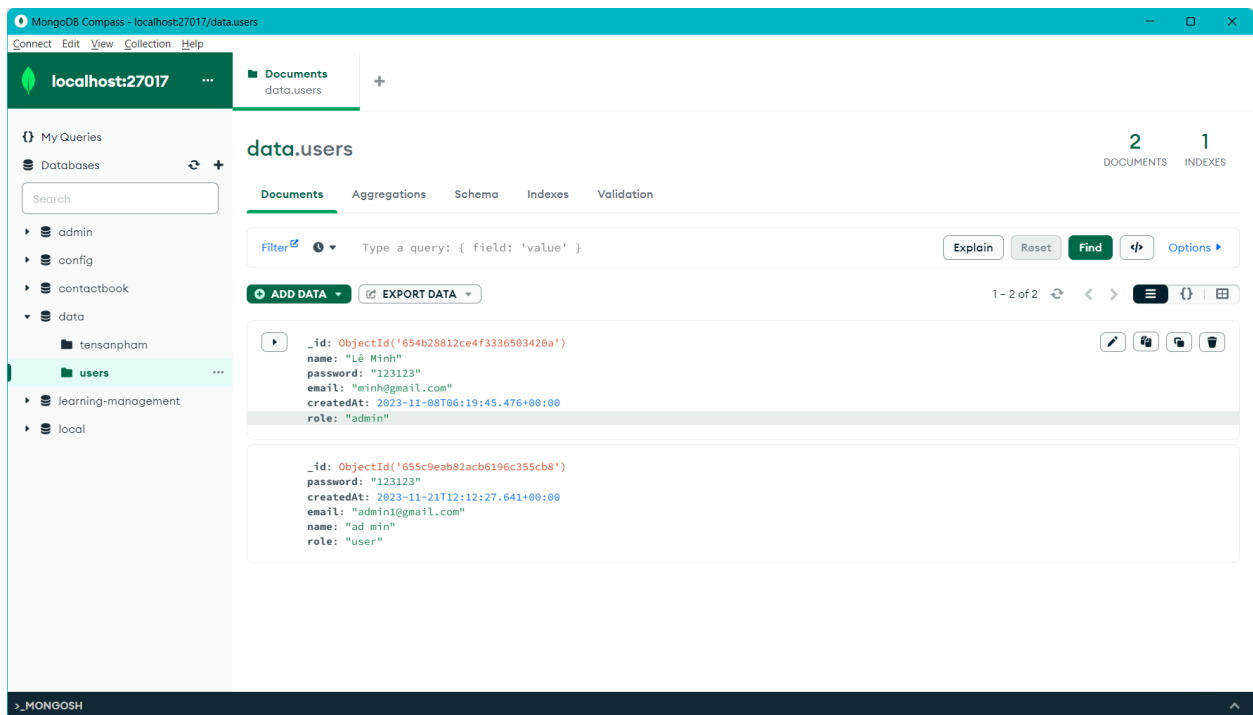 MongoDB Compass - localhost:27017/data.users
Connect Edit View Collection Help
localhost:27017 ...
Documents
data.users
+
{} My Queries
Databases
Search
admin
config
contactbook
data
tensanpham
users ...
learning-management
local
data.users
2
DOCUMENTS
1
INDEXES
Documents Aggregations Schema Indexes Validation
Filter Type a query: { field: 'value' } Explain Reset Find </> Options
ADD DATA EXPORT DATA 1 – 2 of 2 {}
_id: ObjectId('654b28812ce4f3336503420a')
name: "Lê Minh"
password: "123123"
email: "minh@gmail.com"
createdAt: 2023-11-08T06:19:45.476+00:00
role: "admin"
_id: ObjectId('655c9eab82acb6196c355cb8')
password: "123123"
createdAt: 2023-11-21T12:12:27.641+00:00
email: "admin1@gmail.com"
name: "ad min"
role: "user"
>_MONGOSH